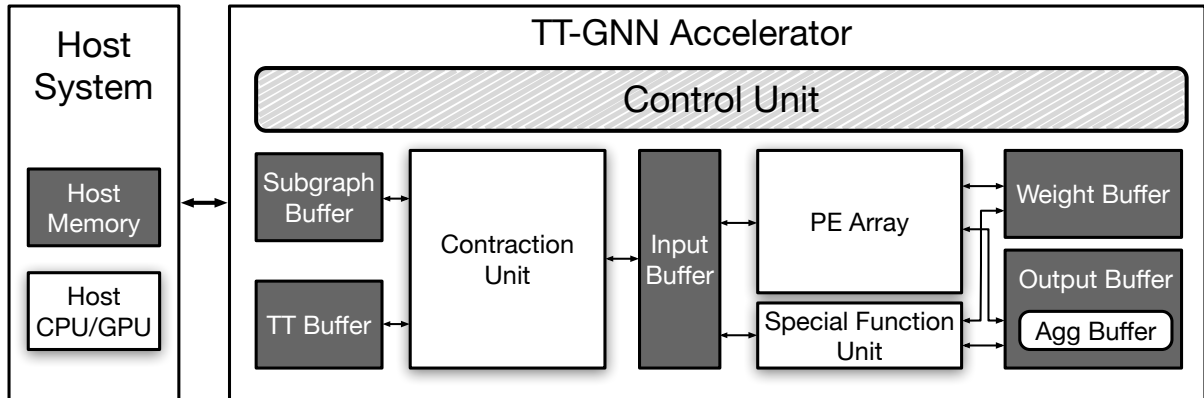 Host
System
Host
Memory
Host
CPU/GPU
TT-GNN Accelerator
Control Unit
Subgraph
Buffer
TT Buffer
Contraction
Unit
Input
Buffer
PE Array
Special Function
Unit
Weight Buffer
Output Buffer
Agg Buffer